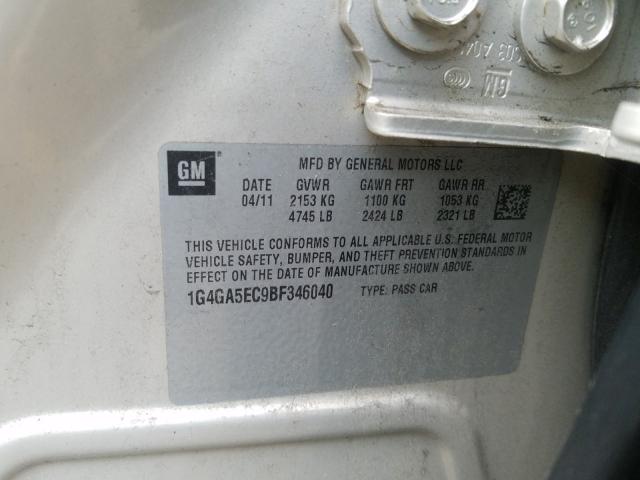 GM
GM
MFD BY GENERAL MOTORS LLC
DATE GVWR GAWR FRT GAWR RR
04/11 2153 KG 1100 KG 1053 KG
4745 LB 2424 LB 2321 LB
THIS VEHICLE CONFORMS TO ALL APPLICABLE U.S. FEDERAL MOTOR
VEHICLE SAFETY, BUMPER, AND THEFT PREVENTION STANDARDS IN
EFFECT ON THE DATE OF MANUFACTURE SHOWN ABOVE.
1G4GA5EC9BF346040 TYPE: PASS CAR